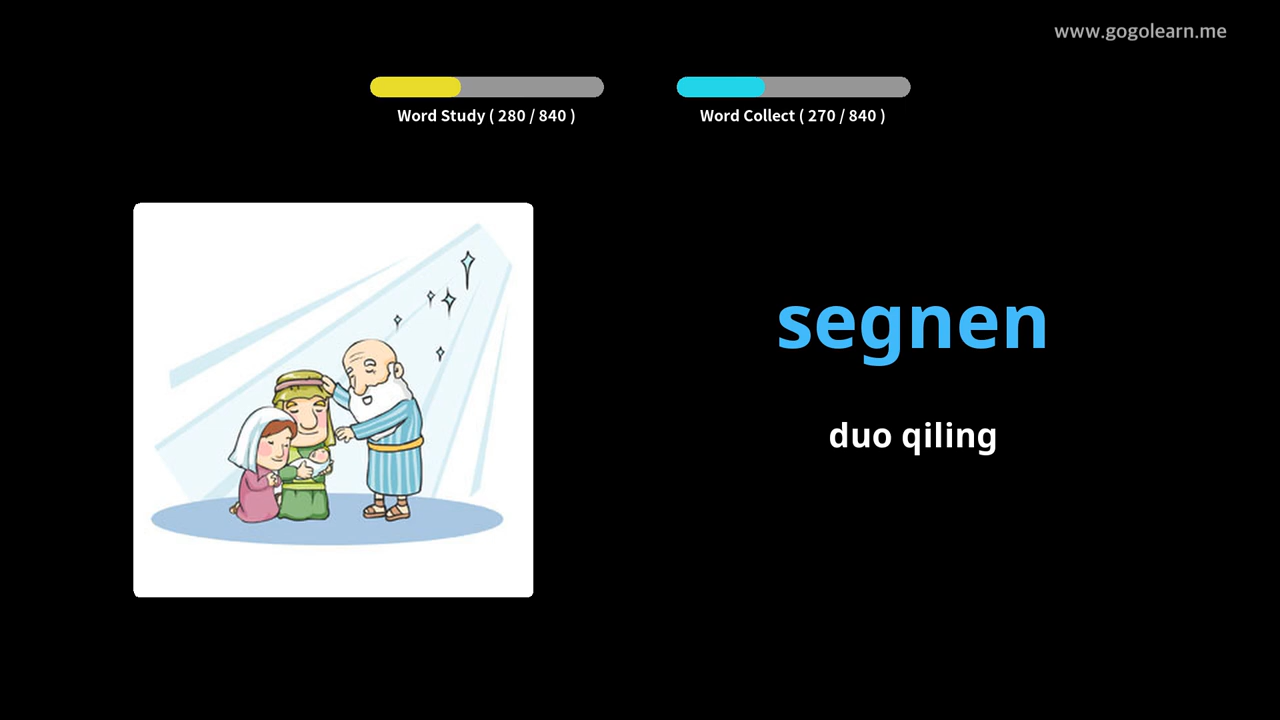 www.gogolearn.me
Word Study ( 280 / 840 )
Word Collect ( 270 / 840 )
segnen
duo qiling